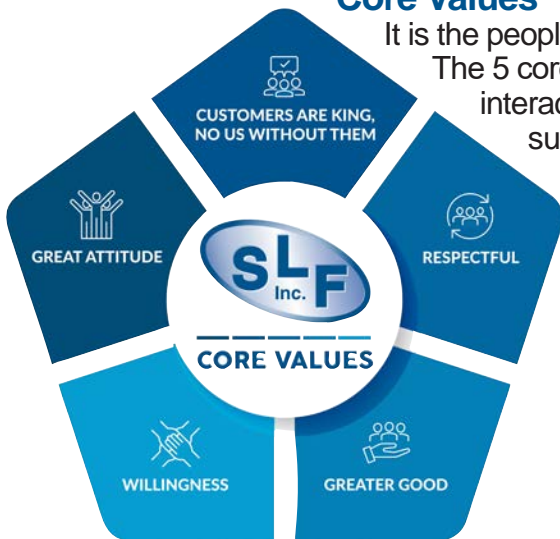 Core Values
It is the peopl
The 5 cor
interac
su
CUSTOMERS ARE KING,
NO US WITHOUT THEM
GREAT ATTITUDE
RESPECTFUL
SLF
Inc.
CORE VALUES
WILLINGNESS
GREATER GOOD